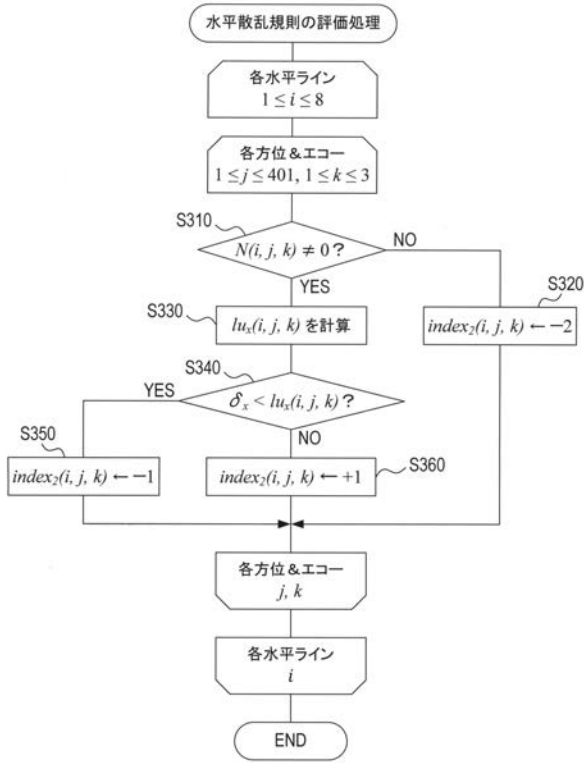 水平散乱規則の評価処理
各水平ライン
1 ≤ i ≤ 8
各方位&エコー
1 ≤ j ≤ 401, 1 ≤ k ≤ 3
S310
N(i, j, k) ≠ 0?
NO
YES
S320
index₂(i, j, k) ← −2
S330
luₓ(i, j, k) を計算
S340
YES
δₓ < luₓ(i, j, k)?
NO
S350
index₂(i, j, k) ← −1
index₂(i, j, k) ← +1
S360
各方位&エコー
j, k
各水平ライン
i
END